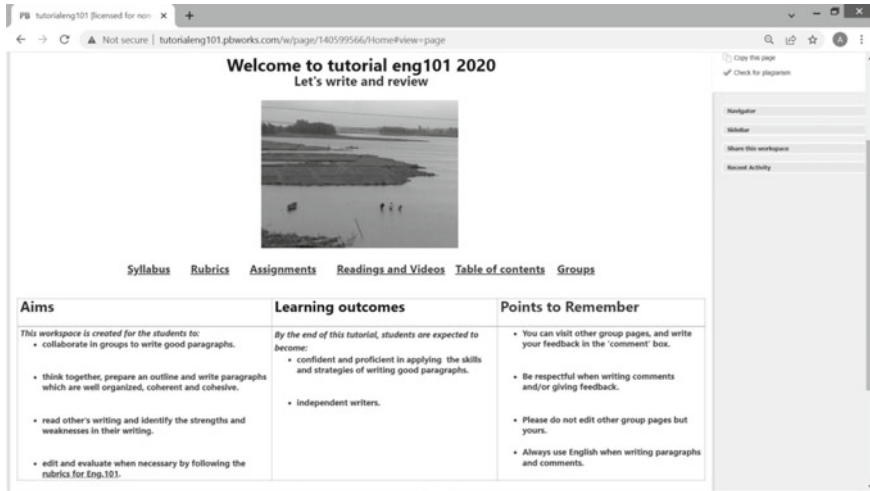 PB tutorialeng101 [licensed for non
Not secure | tutorialeng101.pbworks.com/w/page/140599566/Home#view=page
A
Welcome to tutorial eng101 2020
Let's write and review
Copy this page
Check for plagiarism
Navigator
SideBar
Share this workspace
Recent Activity
Syllabus Rubrics Assignments Readings and Videos Table of contents Groups
Aims
This workspace is created for the students to:
• collaborate in groups to write good paragraphs.
• think together, prepare an outline and write paragraphs
which are well organized, coherent and cohesive.
• read other's writing and identify the strengths and
weaknesses in their writing.
• edit and evaluate when necessary by following the
rubrics for Eng.101.
Learning outcomes
By the end of this tutorial, students are expected to
become:
• confident and proficient in applying the skills
and strategies of writing good paragraphs.
• independent writers.
Points to Remember
• You can visit other group pages, and write
your feedback in the 'comment' box.
• Be respectful when writing comments
and/or giving feedback.
• Please do not edit other group pages but
yours.
• Always use English when writing paragraphs
and comments.